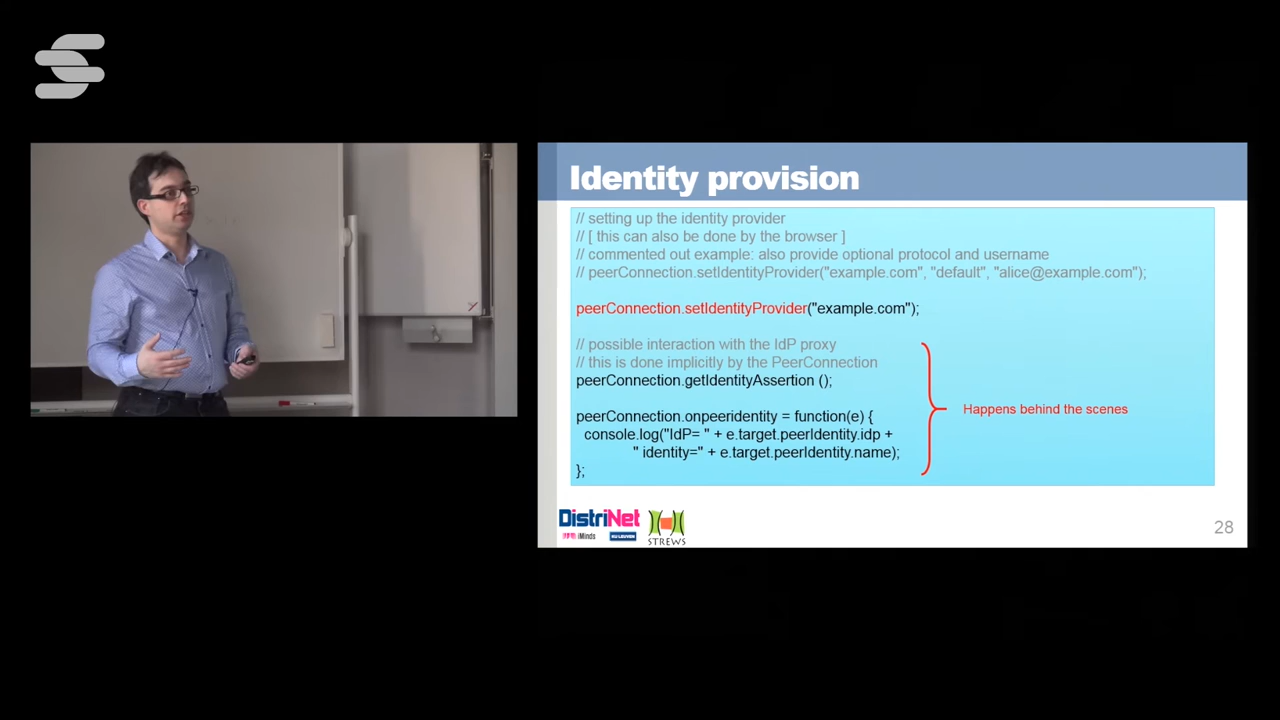 Identity provision
// setting up the identity provider
// [ this can also be done by the browser ]
// commented out example: also provide optional protocol and username
// peerConnection.setIdentityProvider("example.com", "default", "alice@example.com");
peerConnection.setIdentityProvider("example.com");
// possible interaction with the IdP proxy
// this is done implicitly by the PeerConnection
peerConnection.getIdentityAssertion ();
peerConnection.onpeeridentity = function(e) {
console.log("IdP= " + e.target.peerIdentity.idp +
" identity=" + e.target.peerIdentity.name);
};
Happens behind the scenes
DistriNet
iMinds
KU LEUVEN
STREWS
28